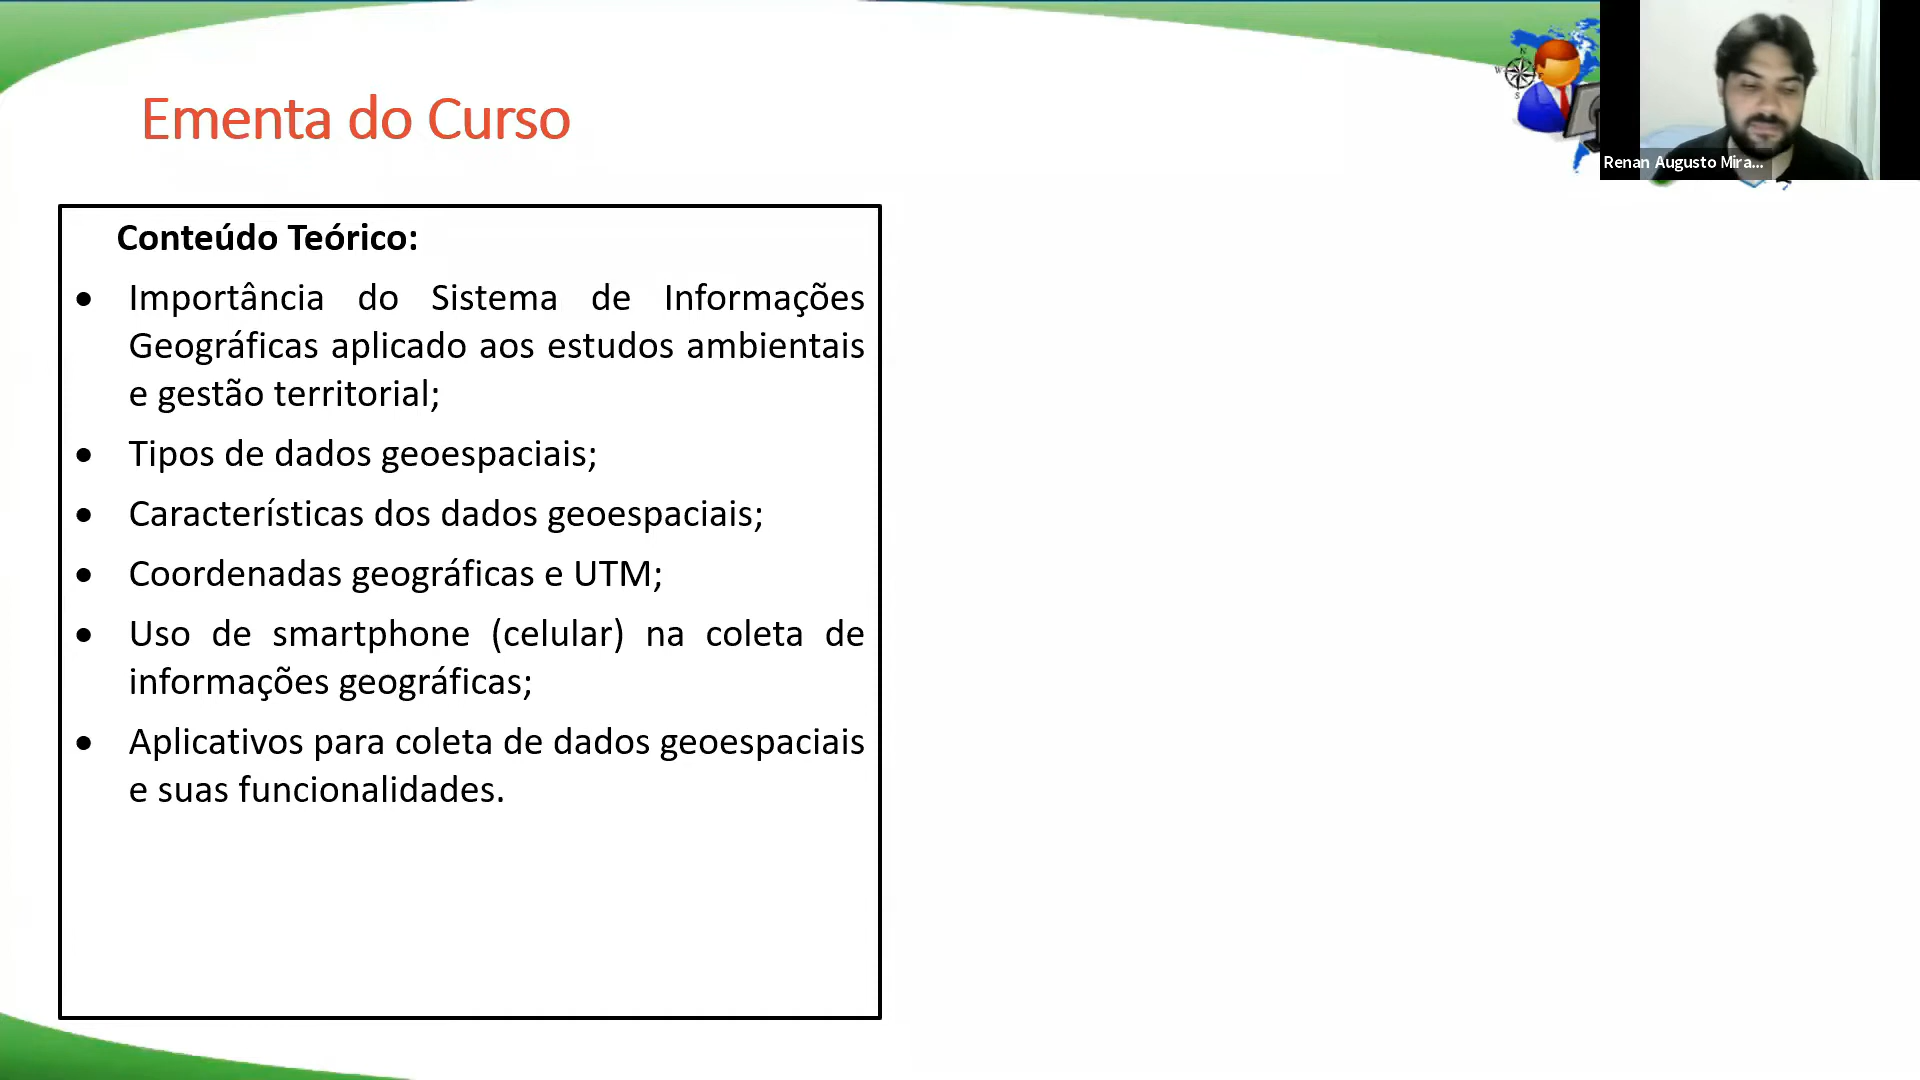 Ementa do Curso
Renan Augusto Mira...
Conteúdo Teórico:
• Importância do Sistema de Informações
Geográficas aplicado aos estudos ambientais
e gestão territorial;
• Tipos de dados geoespaciais;
• Características dos dados geoespaciais;
• Coordenadas geográficas e UTM;
• Uso de smartphone (celular) na coleta de
informações geográficas;
• Aplicativos para coleta de dados geoespaciais
e suas funcionalidades.
N
W
S